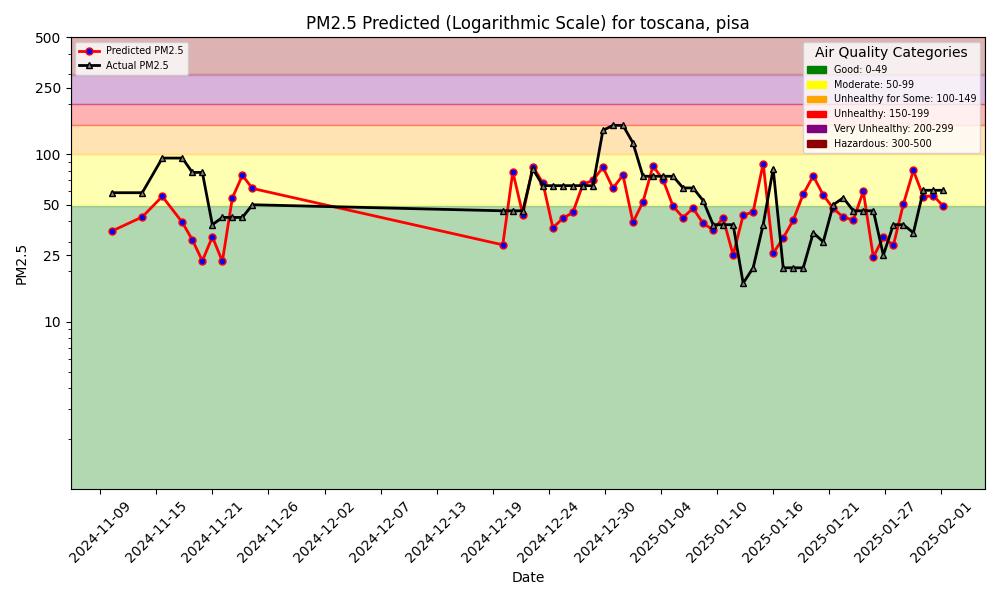 PM2.5 Predicted (Logarithmic Scale) for toscana, pisa
Predicted PM2.5
Actual PM2.5
Air Quality Categories
Good: 0-49
Moderate: 50-99
Unhealthy for Some: 100-149
Unhealthy: 150-199
Very Unhealthy: 200-299
Hazardous: 300-500
PM2.5
500
250
100
50
25
10
2024-11-09
2024-11-15
2024-11-21
2024-11-26
2024-12-02
2024-12-07
2024-12-13
2024-12-19
2024-12-24
2024-12-30
2025-01-04
2025-01-10
2025-01-16
2025-01-21
2025-01-27
2025-02-01
Date